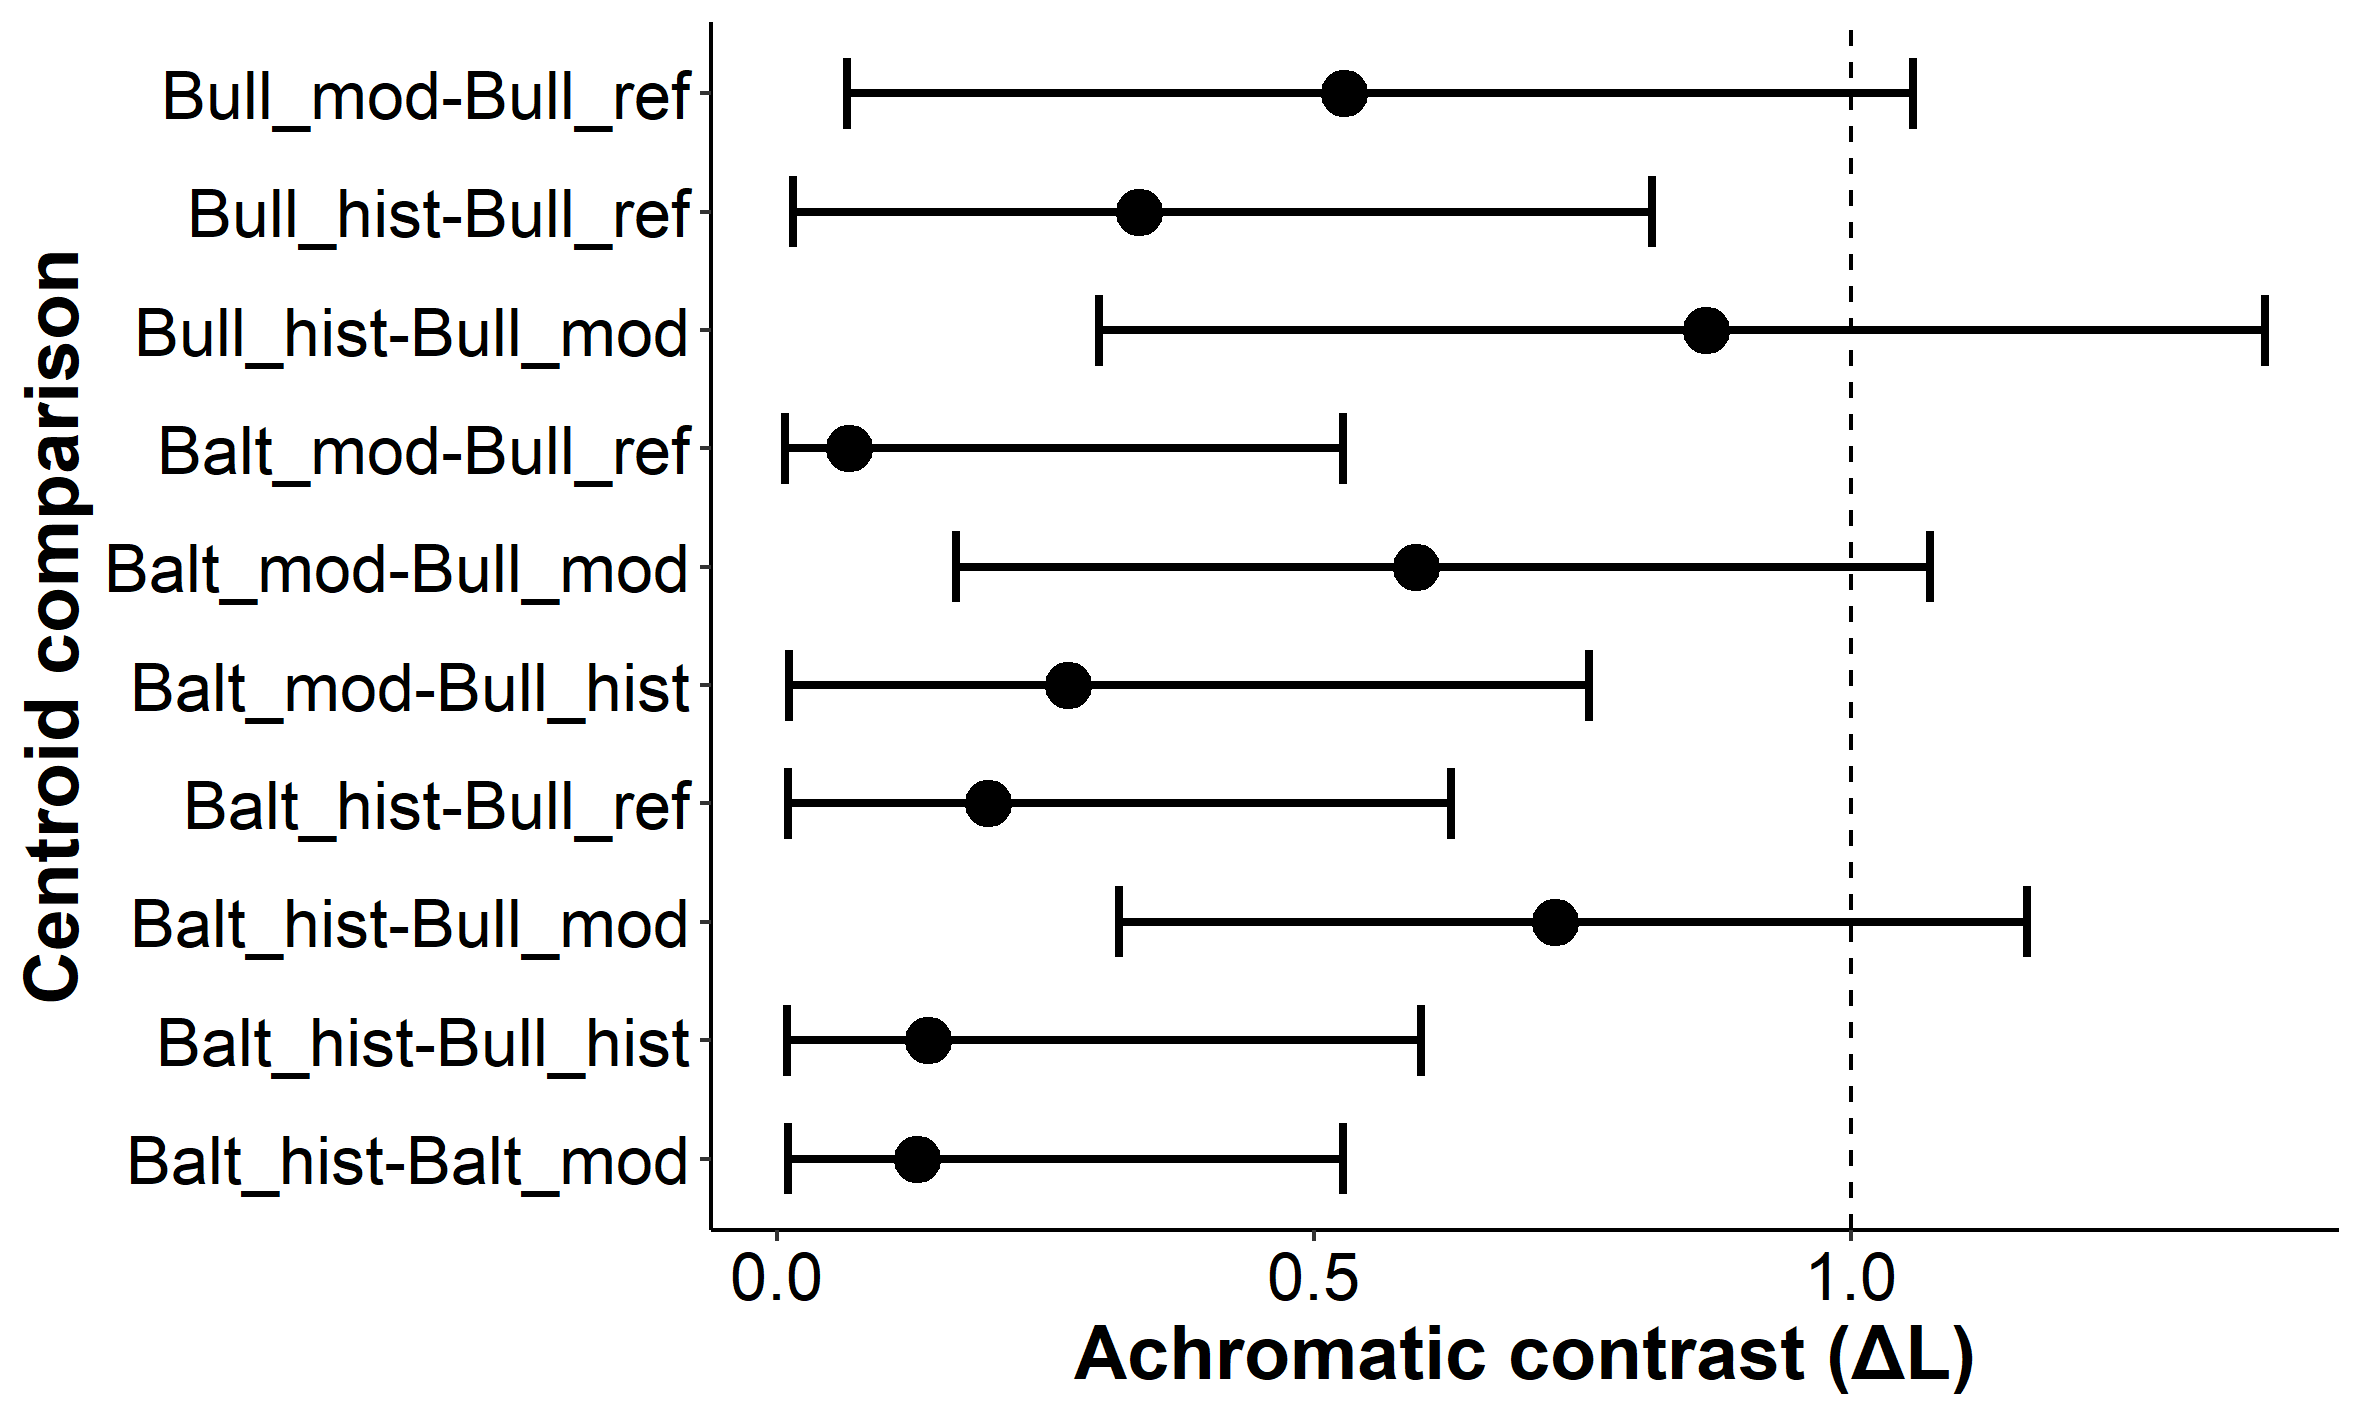 Centroid comparison
Bull_mod-Bull_ref
Bull_hist-Bull_ref
Bull_hist-Bull_mod
Balt_mod-Bull_ref
Balt_mod-Bull_mod
Balt_mod-Bull_hist
Balt_hist-Bull_ref
Balt_hist-Bull_mod
Balt_hist-Bull_hist
Balt_hist-Balt_mod
0.0 0.5 1.0
Achromatic contrast (ΔL)